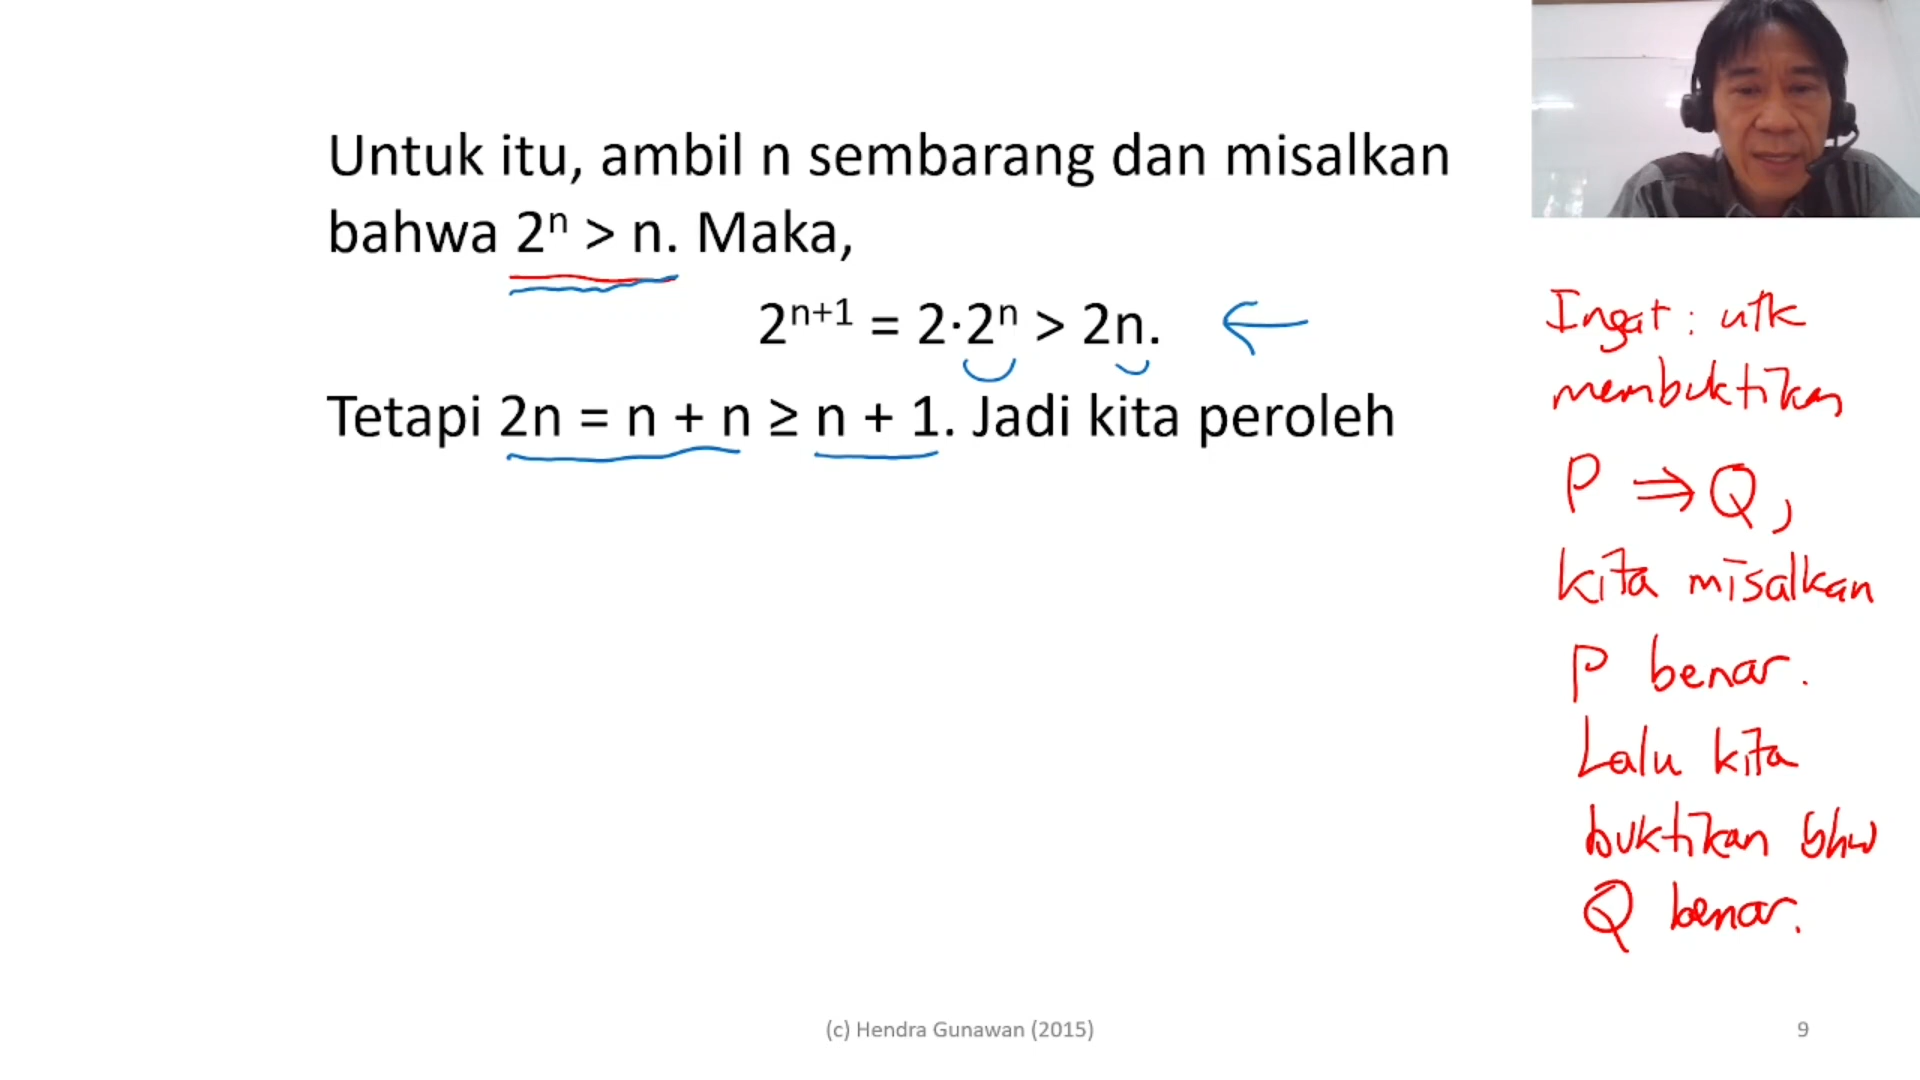 Untuk itu, ambil n sembarang dan misalkan
bahwa 2ⁿ > n. Maka,
2ⁿ⁺¹ = 2·2ⁿ > 2n.
Tetapi 2n = n + n ≥ n + 1. Jadi kita peroleh
Ingat: utk
membuktikan
P ⇒ Q,
kita misalkan
P benar.
Lalu kita
buktikan bhw
Q benar.
(c) Hendra Gunawan (2015)
9